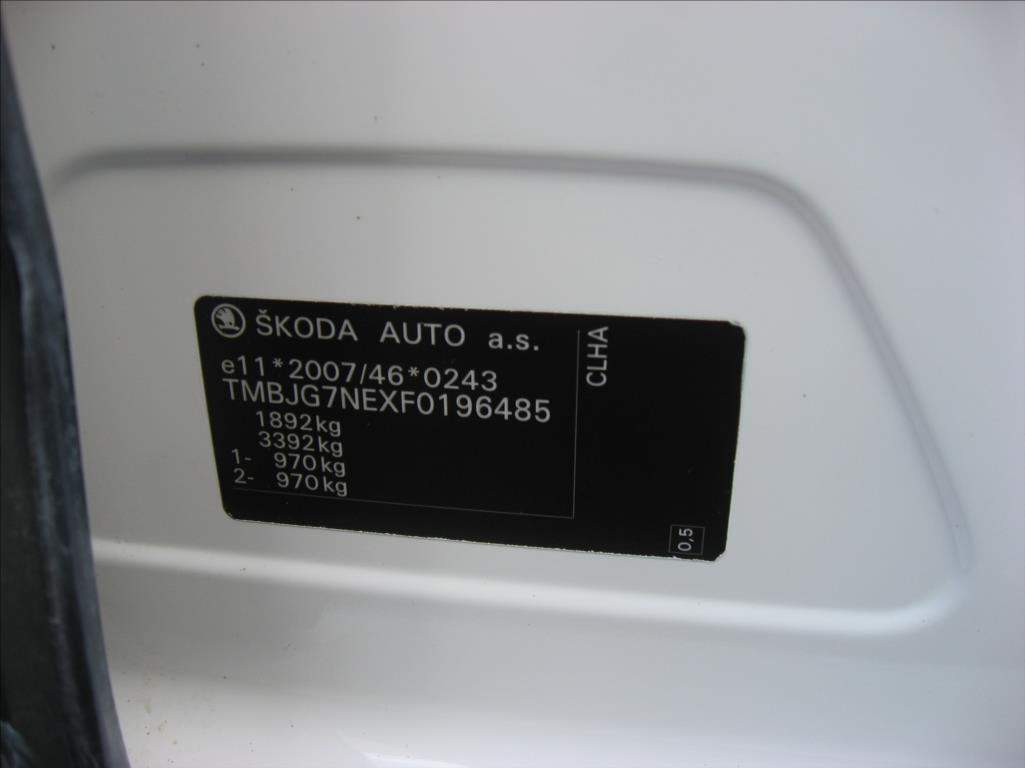 ŠKODA AUTO a.s.
e11*2007/46*0243
TMBJG7NEXF0196485
1892kg
3392kg
1- 970kg
2- 970kg
CLHA
0,5